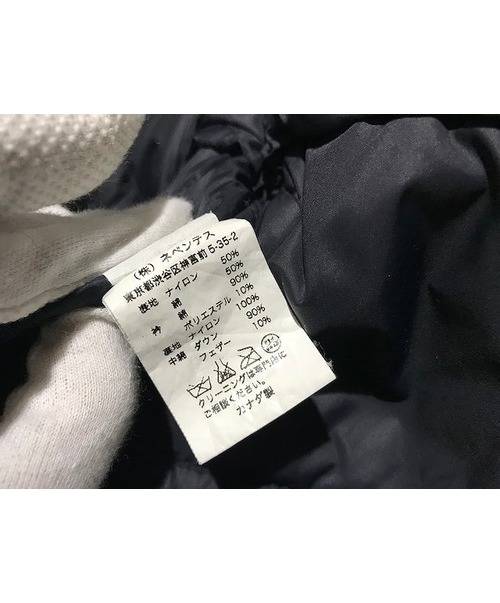 (株) ネペンテス
東京都渋谷区神宮前5-35-2
表地 ナイロン 50%
綿 50%
衿 ポリエステル 90%
綿 10%
裏地 ナイロン 100%
中綿 ダウン 90%
フェザー 10%
クリーニングは専門店に
ご相談ください。
カナダ製